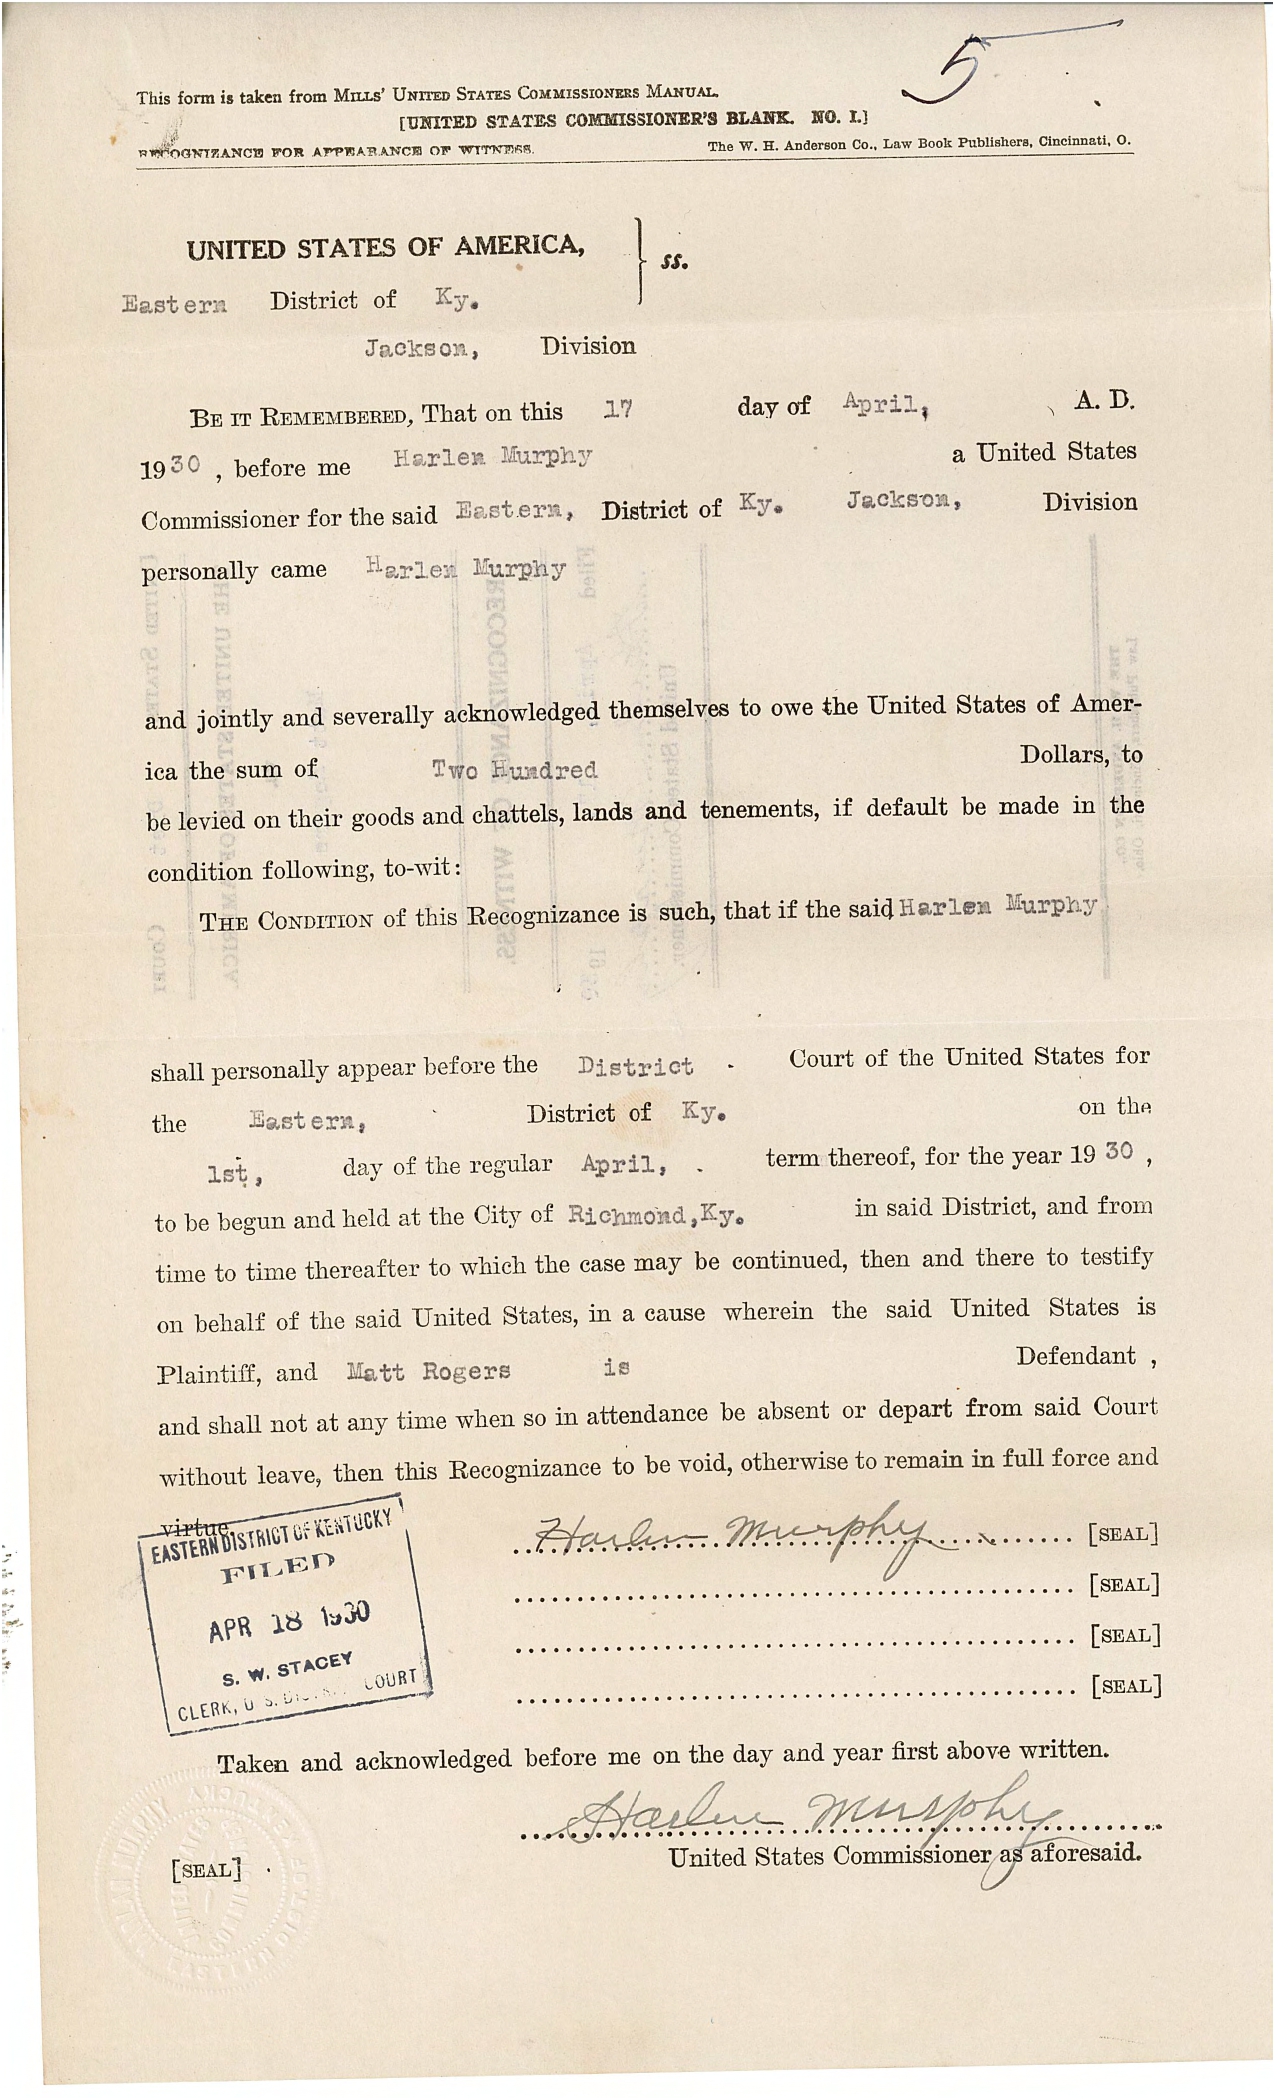 5
This form is taken from Mills' United States Commissioners Manual.
[UNITED STATES COMMISSIONER'S BLANK. NO. I.]
RECOGNIZANCE FOR APPEARANCE OF WITNESS. The W. H. Anderson Co., Law Book Publishers, Cincinnati, O.
UNITED STATES OF AMERICA, } ss.
Eastern District of Ky.
Jackson, Division
Be it Remembered, That on this 17 day of April, A. D.
1930 , before me Harlen Murphy a United States
Commissioner for the said Eastern, District of Ky. Jackson, Division
personally came Harlen Murphy
and jointly and severally acknowledged themselves to owe the United States of Amer-
ica the sum of Two Hundred Dollars, to
be levied on their goods and chattels, lands and tenements, if default be made in the
condition following, to-wit:
The Condition of this Recognizance is such, that if the said Harlen Murphy
shall personally appear before the District Court of the United States for
the Eastern, District of Ky. on the
1st, day of the regular April, term thereof, for the year 1930 ,
to be begun and held at the City of Richmond,Ky. in said District, and from
time to time thereafter to which the case may be continued, then and there to testify
on behalf of the said United States, in a cause wherein the said United States is
Plaintiff, and Matt Rogers is Defendant ,
and shall not at any time when so in attendance be absent or depart from said Court
without leave, then this Recognizance to be void, otherwise to remain in full force and
virtue.
EASTERN DISTRICT OF KENTUCKY
FILED
APR 18 1930
S. W. STACEY
CLERK, U. S. DISTRICT COURT
Harlen Murphy [SEAL]
[SEAL]
[SEAL]
[SEAL]
Taken and acknowledged before me on the day and year first above written.
Harlen Murphy
[SEAL] United States Commissioner as aforesaid.